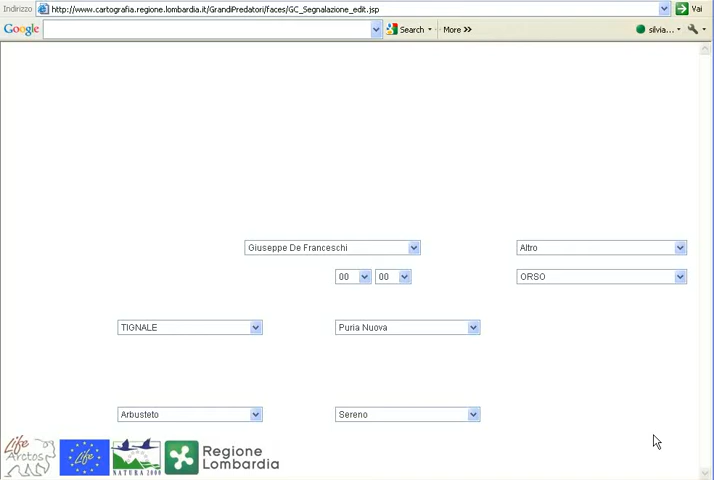 Indirizzo http://www.cartografia.regione.lombardia.it/GrandiPredatori/faces/GC_Segnalazione_edit.jsp Vai
Google Search More >> silvia...
Giuseppe De Franceschi Altro
00 00 ORSO
TIGNALE Puria Nuova
Arbusteto Sereno
Life Arctos NATURA 2000 Regione Lombardia